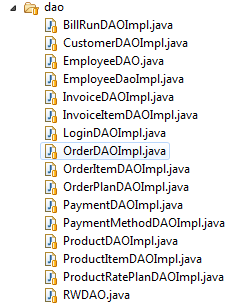 dao
BillRunDAOImpl.java
CustomerDAOImpl.java
EmployeeDAO.java
EmployeeDaoImpl.java
InvoiceDAOImpl.java
InvoiceItemDAOImpl.java
LoginDAOImpl.java
OrderDAOImpl.java
OrderItemDAOImpl.java
OrderPlanDAOImpl.java
PaymentDAOImpl.java
PaymentMethodDAOImpl.java
ProductDAOImpl.java
ProductItemDAOImpl.java
ProductRatePlanDAOImpl.java
RWDAO.java